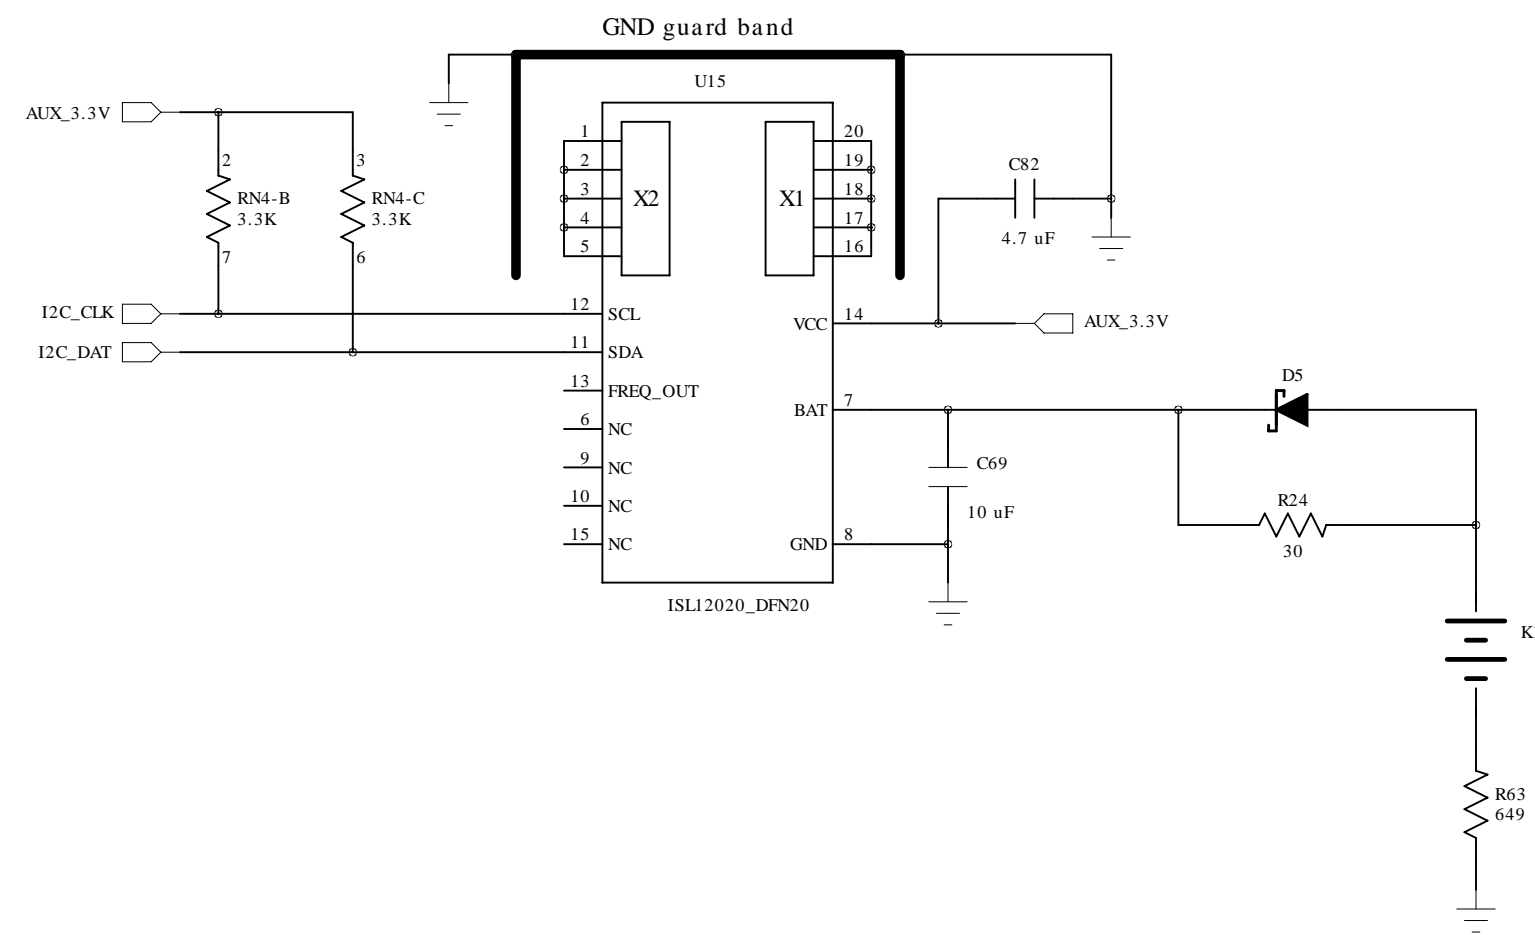 GND guard band
U15
AUX_3.3V
2
RN4-B
3.3K
7
3
RN4-C
3.3K
6
I2C_CLK
I2C_DAT
1
2
3
4
5
X2
X1
20
19
18
17
16
12 SCL
11 SDA
13 FREQ_OUT
6 NC
9 NC
10 NC
15 NC
VCC 14
BAT 7
GND 8
ISL12020_DFN20
C82
4.7 uF
AUX_3.3V
D5
C69
10 uF
R24
30
R63
649